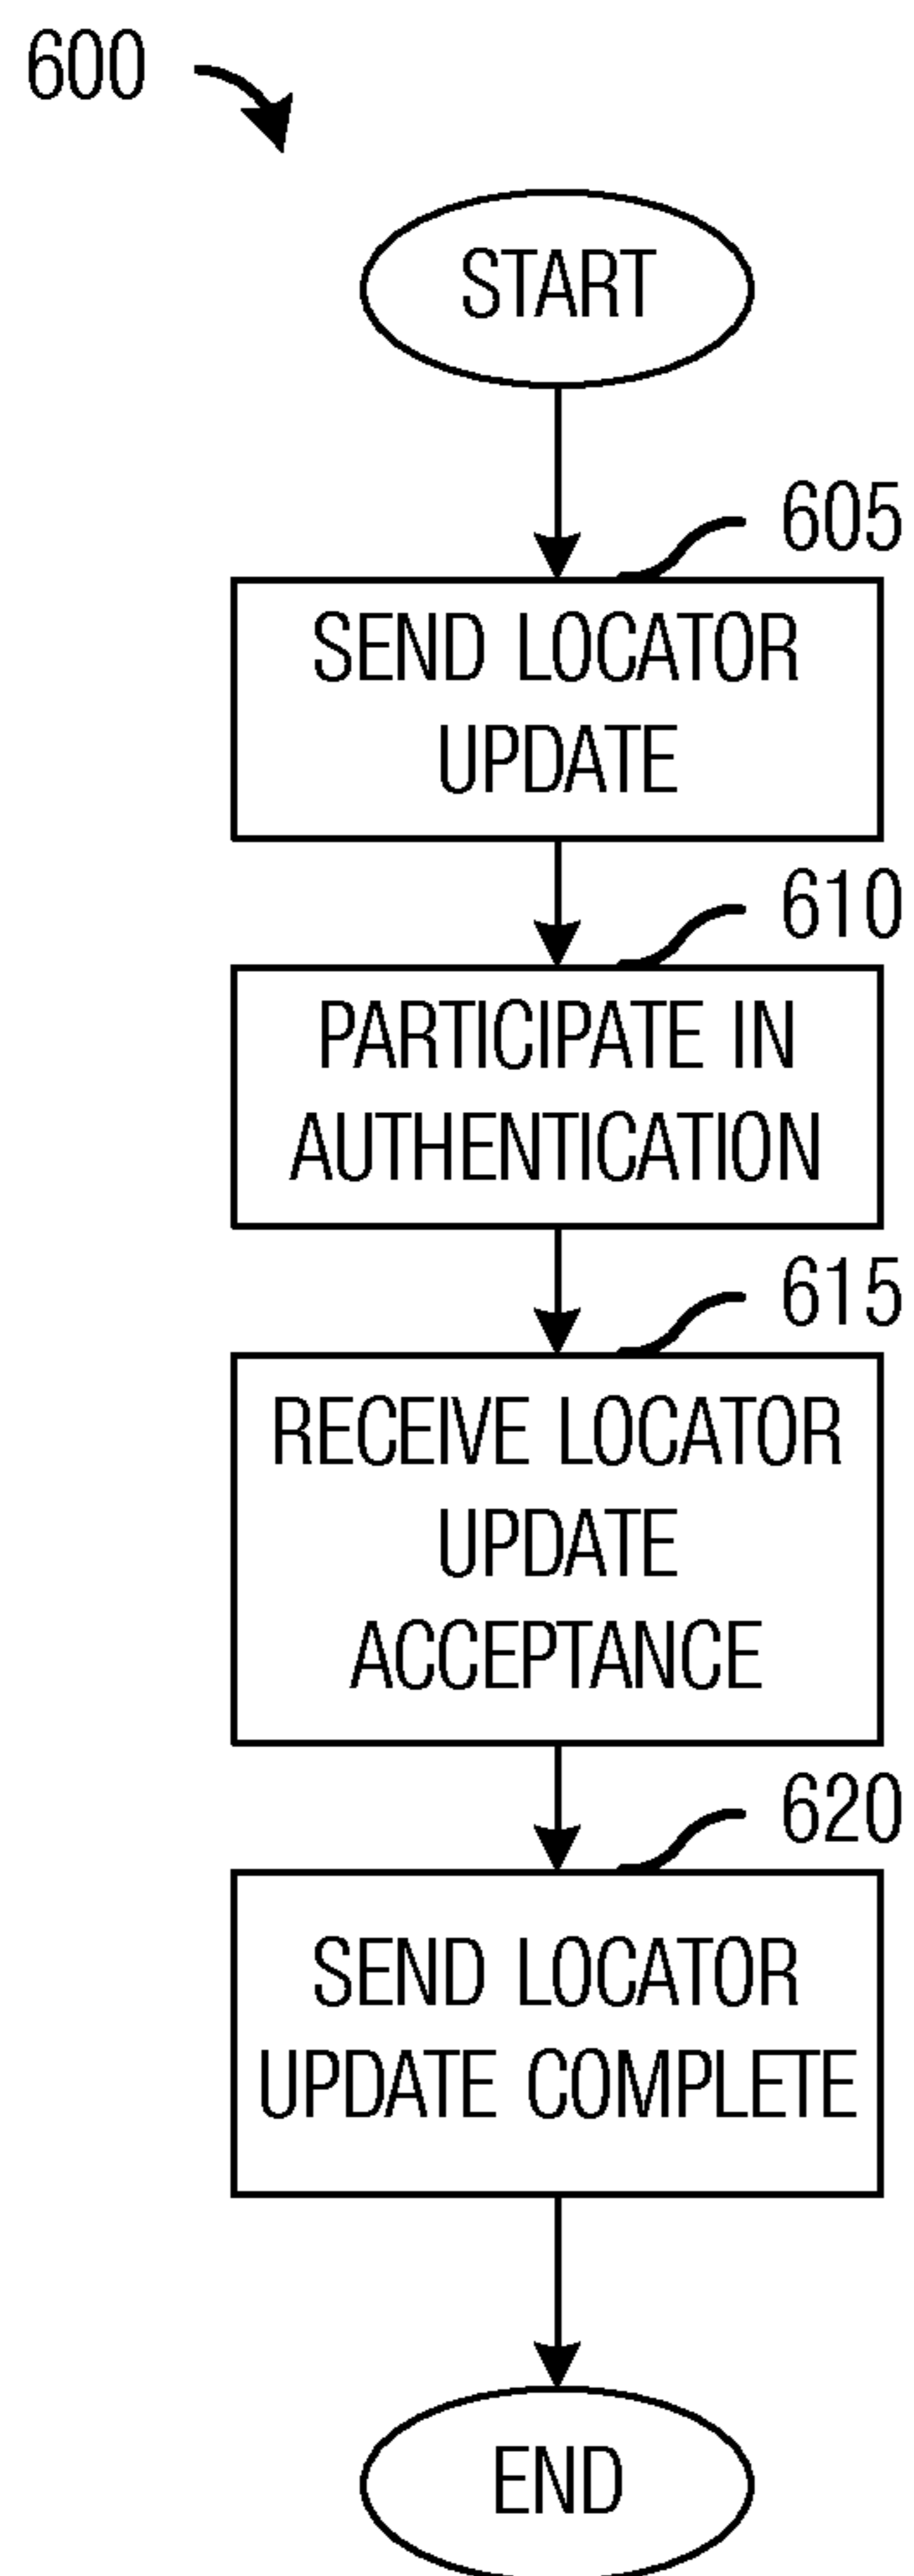 600
START
605
SEND LOCATOR
UPDATE
610
PARTICIPATE IN
AUTHENTICATION
615
RECEIVE LOCATOR
UPDATE
ACCEPTANCE
620
SEND LOCATOR
UPDATE COMPLETE
END